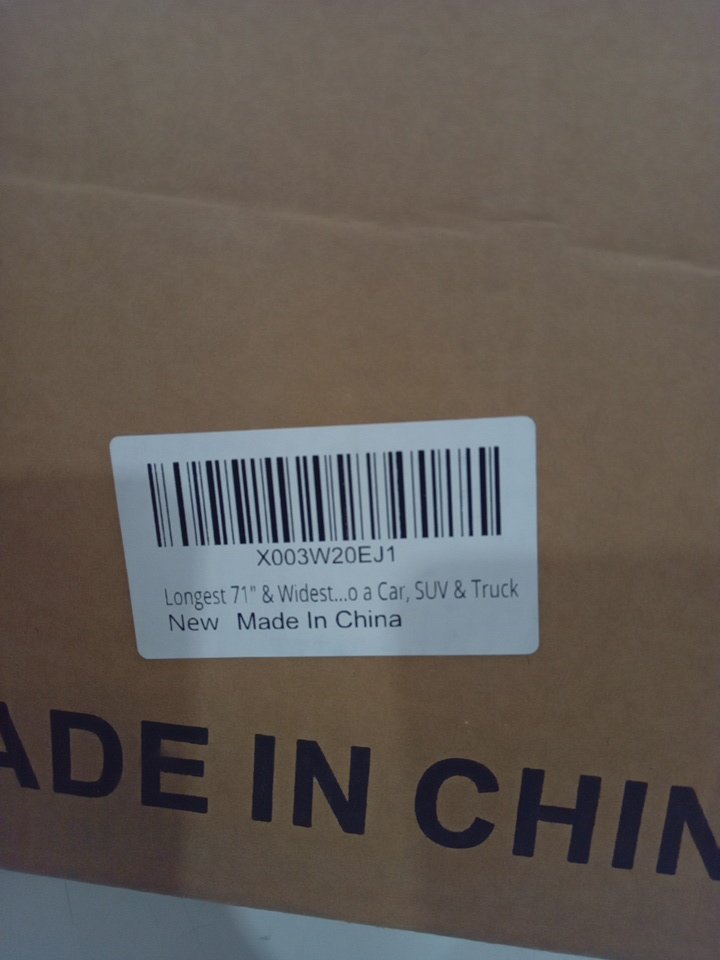 X003W20EJ1
Longest 71" & Widest...o a Car, SUV & Truck
New Made In China
ADE IN CHIN